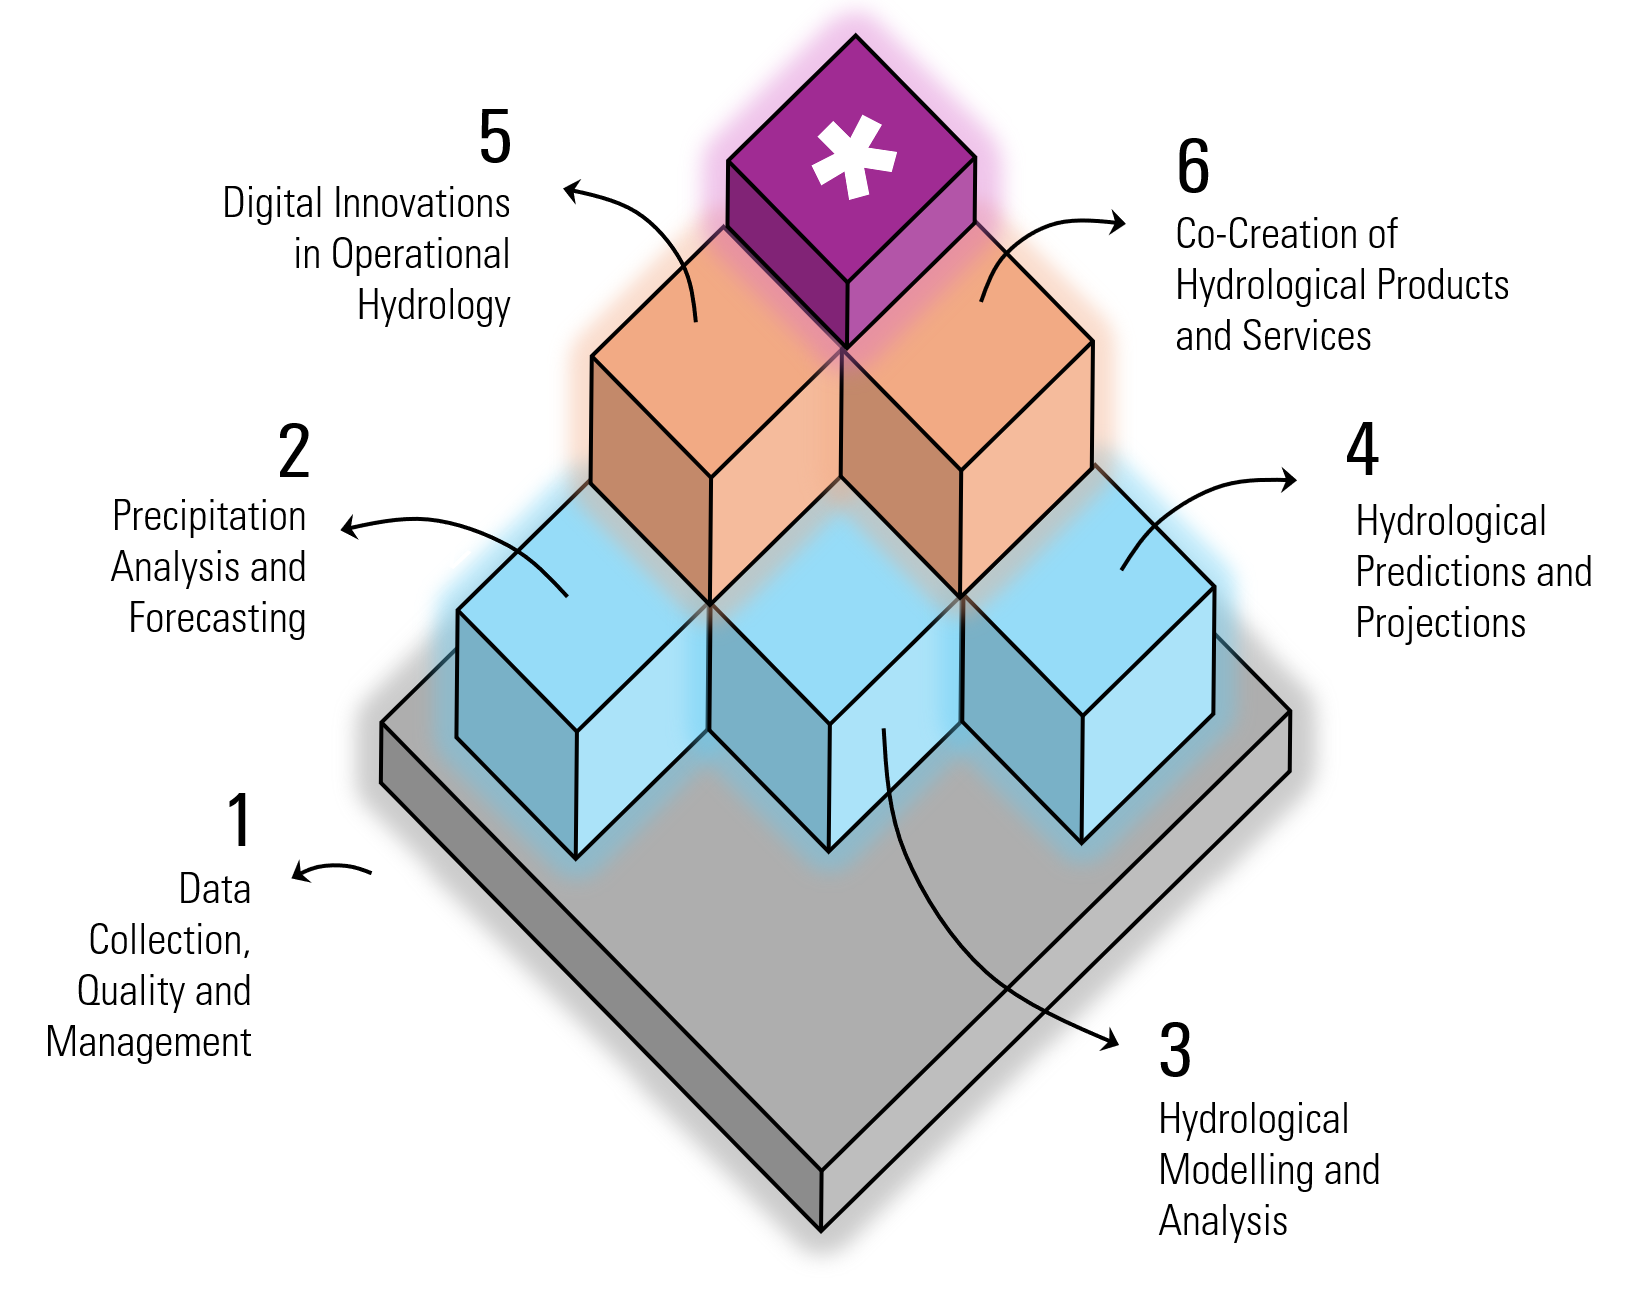 5
Digital Innovations
in Operational
Hydrology
6
Co-Creation of
Hydrological Products
and Services
2
Precipitation
Analysis and
Forecasting
4
Hydrological
Predictions and
Projections
1
Data
Collection,
Quality and
Management
3
Hydrological
Modelling and
Analysis